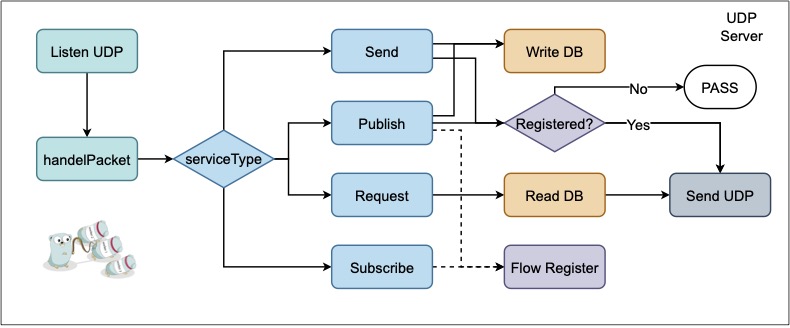 UDP
Server
Listen UDP
Send
Write DB
No
PASS
handelPacket
serviceType
Publish
Registered?
Yes
Request
Read DB
Send UDP
Subscribe
Flow Register